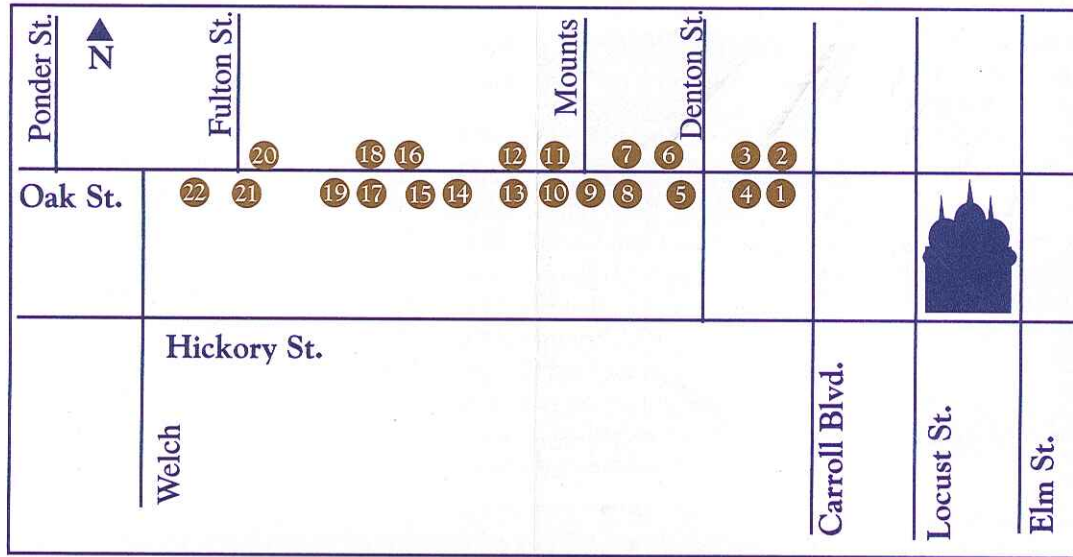 Ponder St.
N
Fulton St.
Mounts
Denton St.
20
18
16
12
11
7
6
3
2
Oak St.
22
21
19
17
15
14
13
10
9
8
5
4
1
Hickory St.
Welch
Carroll Blvd.
Locust St.
Elm St.